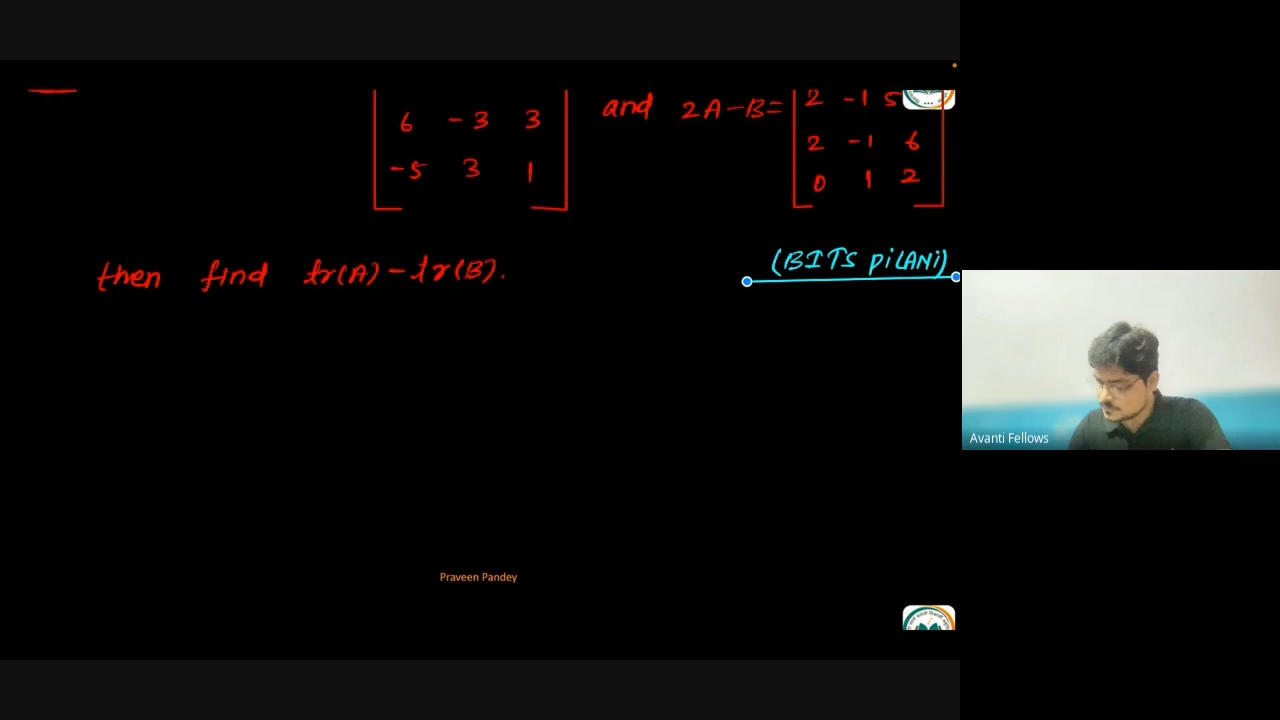 and 2A-B= 2 -1 5
6 -3 3
2 -1 6
-5 3 1
0 1 2
then find tr(A)-tr(B).
(BITS PiLANi)
Avanti Fellows
Praveen Pandey